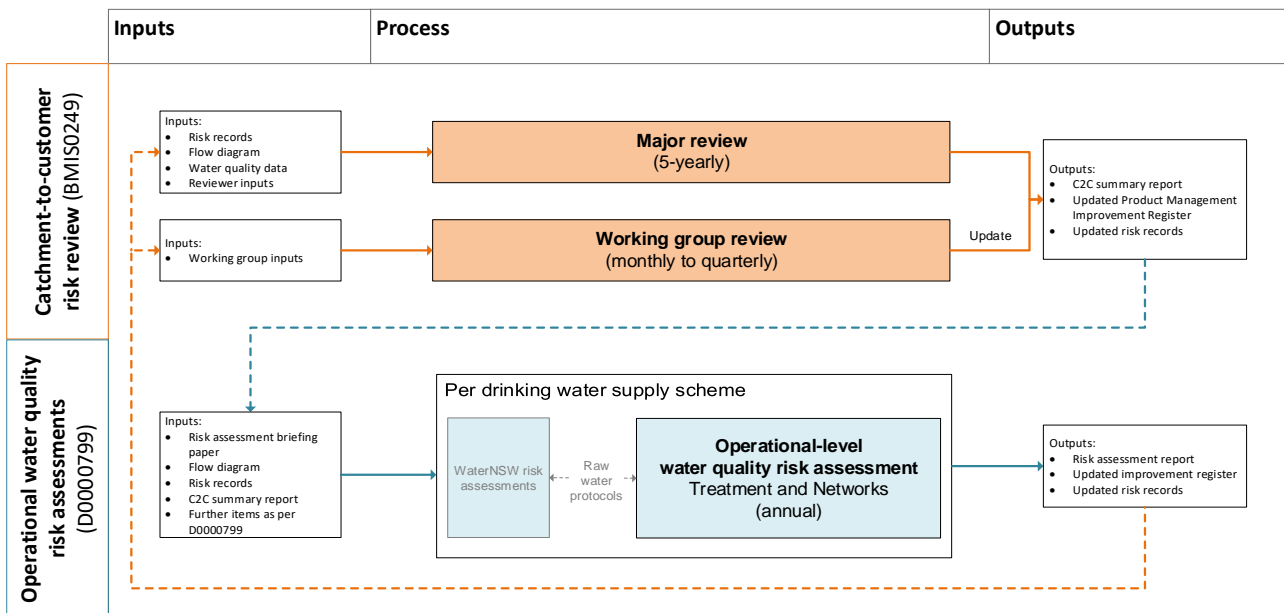 Inputs
Process
Outputs
Catchment-to-customer
risk review (BMIS0249)
Inputs:
• Risk records
• Flow diagram
• Water quality data
• Reviewer inputs
Major review
(5-yearly)
Inputs:
• Working group inputs
Working group review
(monthly to quarterly)
Update
Outputs:
• C2C summary report
• Updated Product Management
Improvement Register
• Updated risk records
Operational water quality
risk assessments
(D0000799)
Inputs:
• Risk assessment briefing
paper
• Flow diagram
• Risk records
• C2C summary report
• Further items as per
D0000799
Per drinking water supply scheme
WaterNSW risk
assessments
Raw
water
protocols
Operational-level
water quality risk assessment
Treatment and Networks
(annual)
Outputs:
• Risk assessment report
• Updated improvement register
• Updated risk records